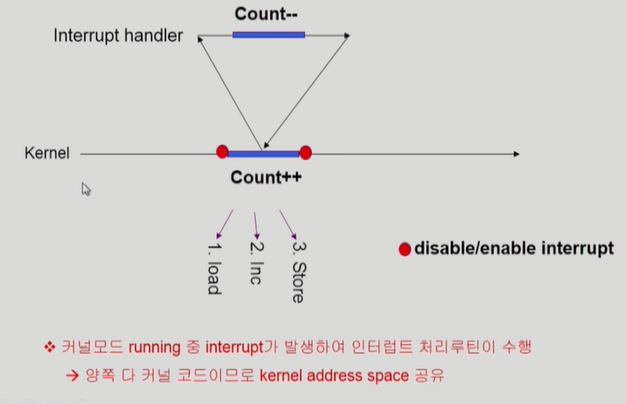 Count--
Interrupt handler
Kernel
Count++
1. load
2. Inc
3. Store
disable/enable interrupt
❖ 커널모드 running 중 interrupt가 발생하여 인터럽트 처리루틴이 수행
→ 양쪽 다 커널 코드이므로 kernel address space 공유